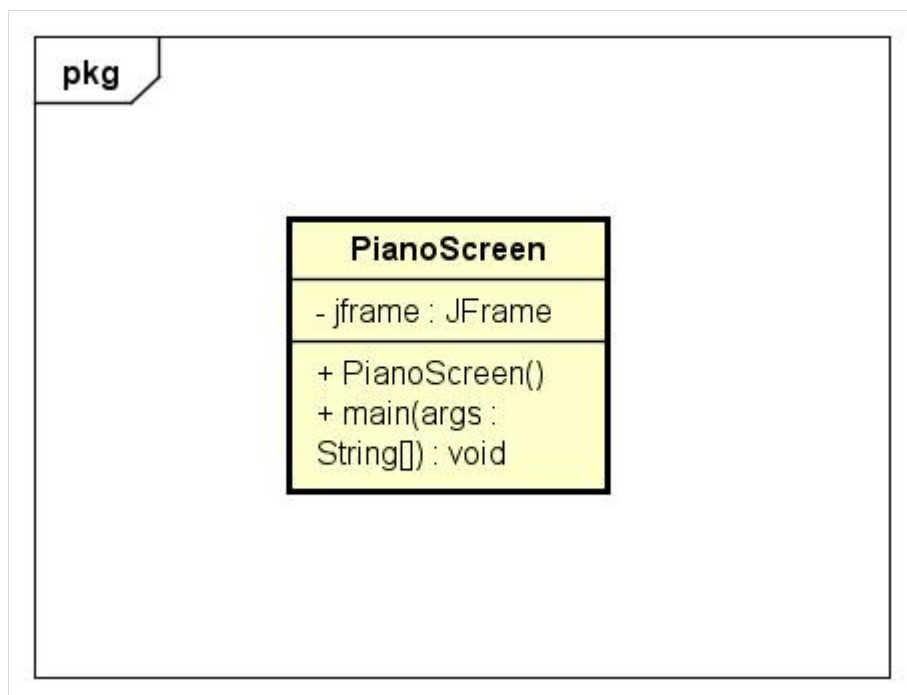 pkg
PianoScreen
- jframe : JFrame
+ PianoScreen()
+ main(args :
String[]) : void